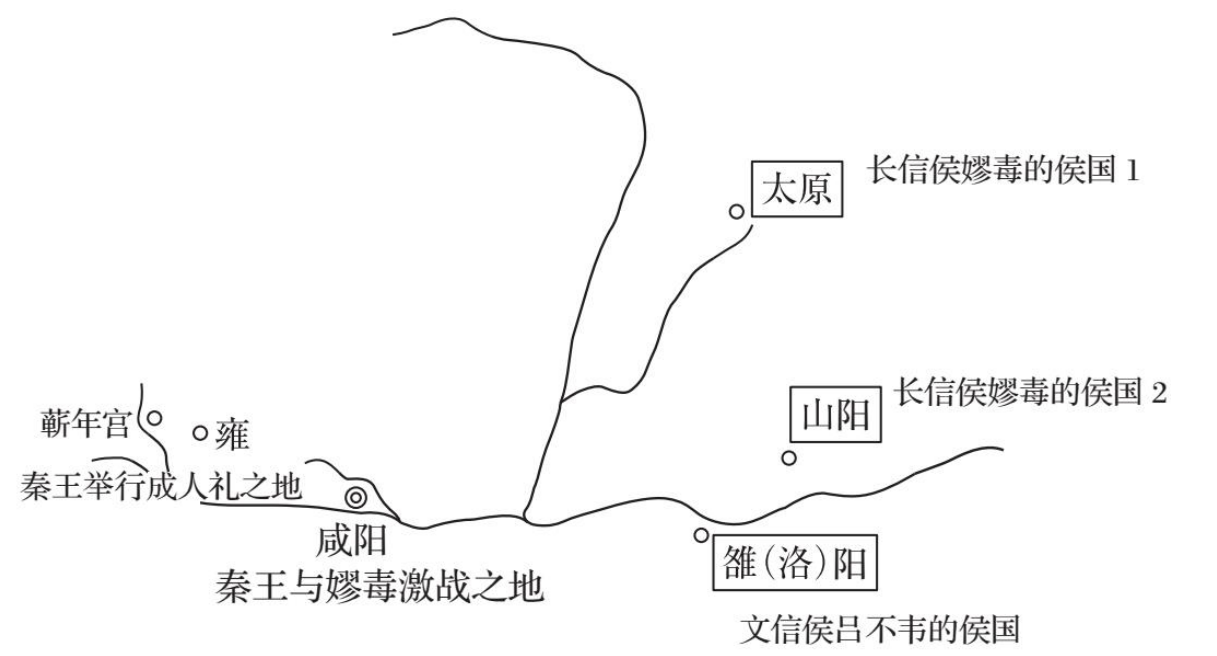 太原
长信侯嫪毐的侯国 1
山阳
长信侯嫪毐的侯国 2
蕲年宫
雍
秦王举行成人礼之地
咸阳
秦王与嫪毐激战之地
雒(洛)阳
文信侯吕不韦的侯国